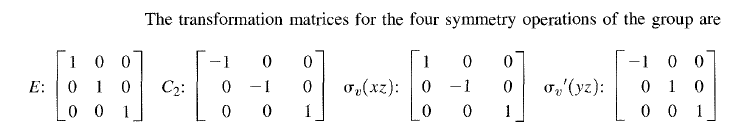 The transformation matrices for the four symmetry operations of the group are
E: [1 0 0; 0 1 0; 0 0 1] C₂: [−1 0 0; 0 −1 0; 0 0 1] σᵥ(xz): [1 0 0; 0 −1 0; 0 0 1] σᵥ′(yz): [−1 0 0; 0 1 0; 0 0 1]